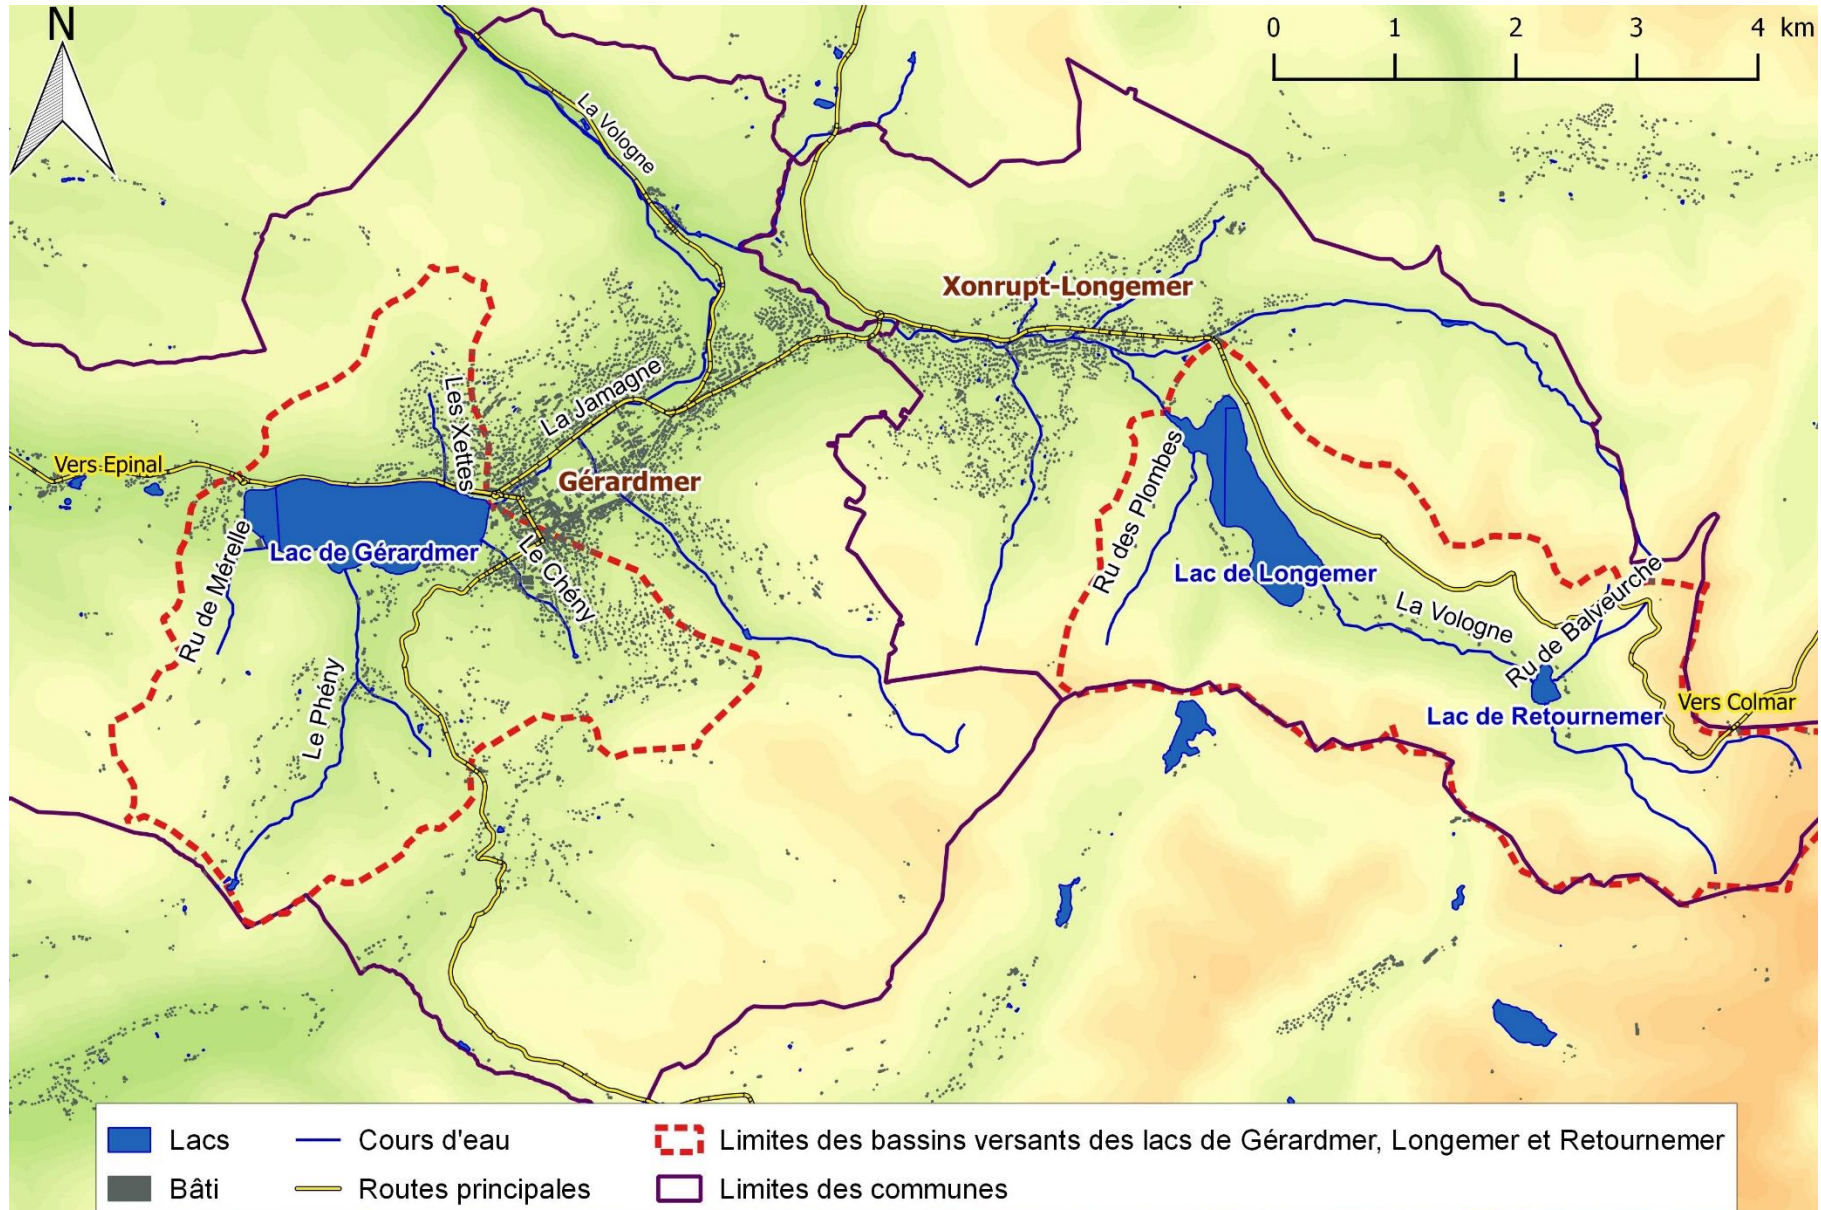 N
0 1 2 3 4 km
La Vologne
Xonrupt-Longemer
Les Xettes
La Jamagne
Vers Epinal
Gérardmer
Ru des Plombes
Ru de Mérelle
Lac de Gérardmer
Le Chény
Lac de Longemer
La Vologne
Ru de Balveurche
Le Phény
Vers Colmar
Lac de Retournemer
Lacs
Cours d'eau
Limites des bassins versants des lacs de Gérardmer, Longemer et Retournemer
Bâti
Routes principales
Limites des communes